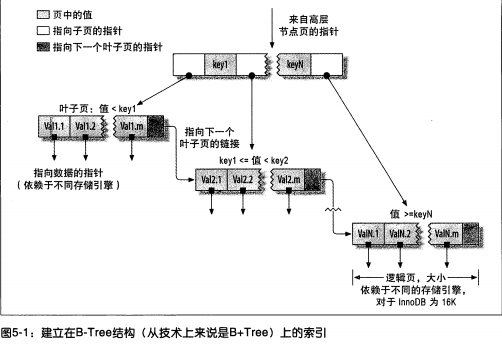 页中的值
指向子页的指针
指向下一个叶子页的指针
来自高层
节点页的指针
key1
keyN
叶子页：值 < key1
Val1.1
Val1.2
Val1.m
指向下一个
叶子页的链接
指向数据的指针
（依赖于不同存储引擎）
key1 <= 值 < key2
Val2.1
Val2.2
Val2.m
值 >=keyN
ValN.1
ValN.2
ValN.m
逻辑页，大小
依赖于不同的存储引擎，
对于 InnoDB 为 16K
图5-1：建立在B-Tree结构（从技术上来说是B+Tree）上的索引